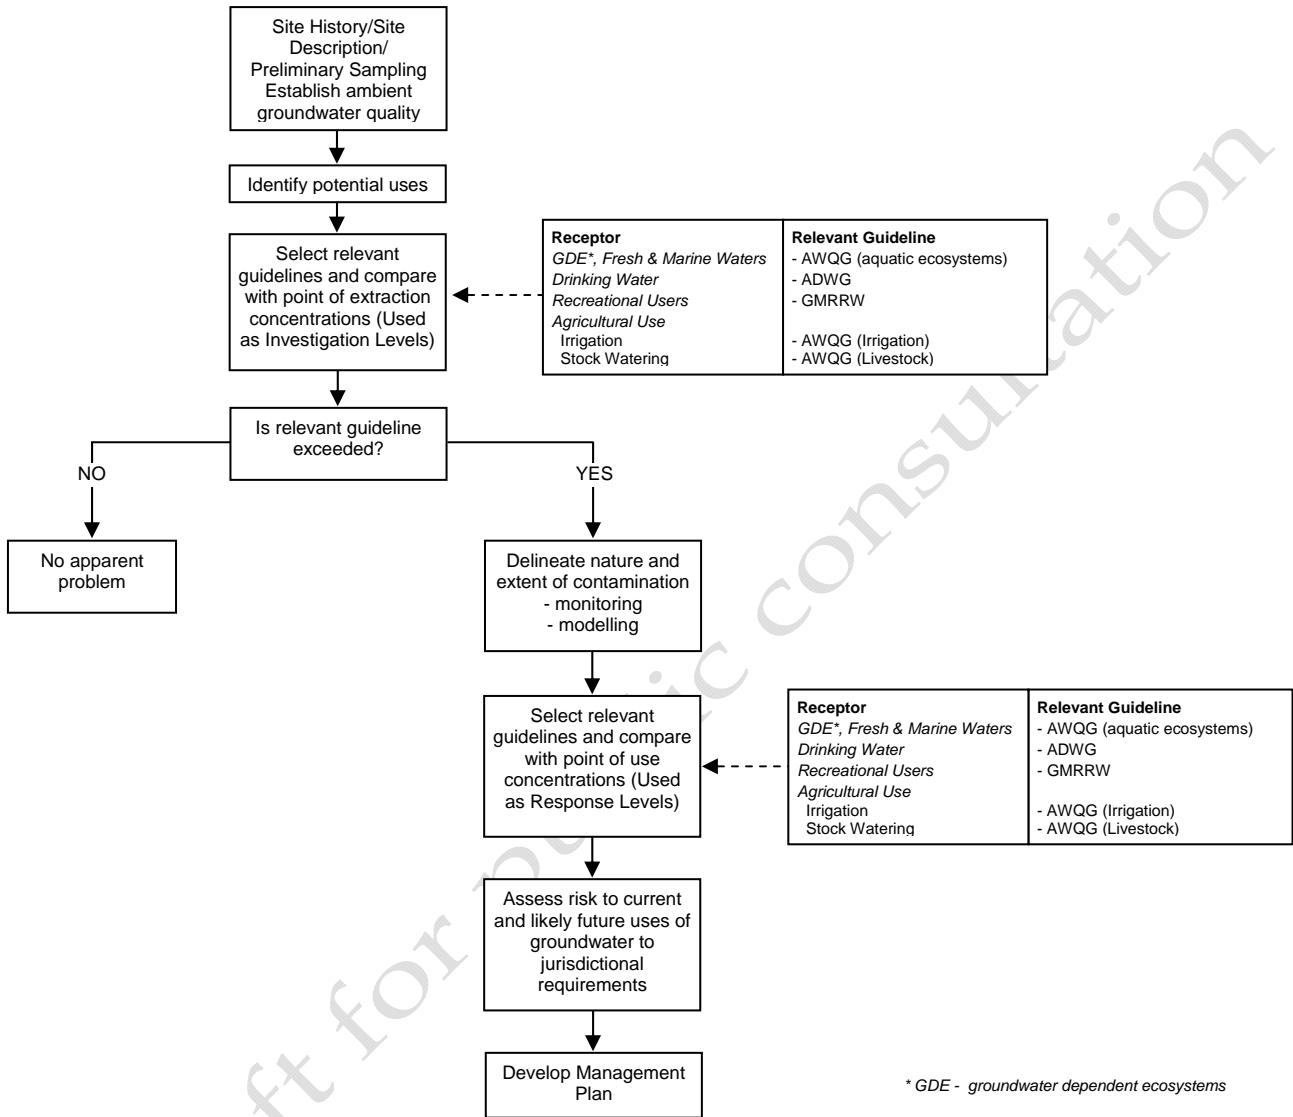 Site History/Site
Description/
Preliminary Sampling
Establish ambient
groundwater quality
Identify potential uses
Select relevant
guidelines and compare
with point of extraction
concentrations (Used
as Investigation Levels)
Receptor Relevant Guideline
GDE*, Fresh & Marine Waters - AWQG (aquatic ecosystems)
Drinking Water - ADWG
Recreational Users - GMRRW
Agricultural Use
Irrigation - AWQG (Irrigation)
Stock Watering - AWQG (Livestock)
Is relevant guideline
exceeded?
NO
YES
No apparent
problem
Delineate nature and
extent of contamination
- monitoring
- modelling
Select relevant
guidelines and compare
with point of use
concentrations (Used
as Response Levels)
Receptor Relevant Guideline
GDE*, Fresh & Marine Waters - AWQG (aquatic ecosystems)
Drinking Water - ADWG
Recreational Users - GMRRW
Agricultural Use
Irrigation - AWQG (Irrigation)
Stock Watering - AWQG (Livestock)
Assess risk to current
and likely future uses of
groundwater to
jurisdictional
requirements
Develop Management
Plan
* GDE - groundwater dependent ecosystems